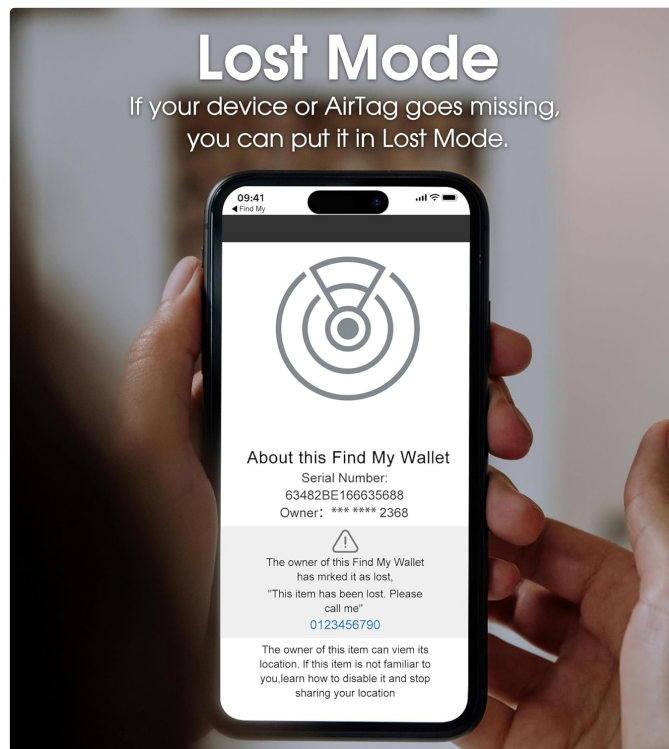 Lost Mode
If your device or AirTag goes missing,
you can put it in Lost Mode.
09:41
◀ Find My
About this Find My Wallet
Serial Number:
63482BE166635688
Owner: *** **** 2368
The owner of this Find My Wallet
has mrked it as lost,
"This item has been lost. Please
call me"
0123456790
The owner of this item can viem its
location. If this item is not familiar to
you,learn how to disable it and stop
sharing your location